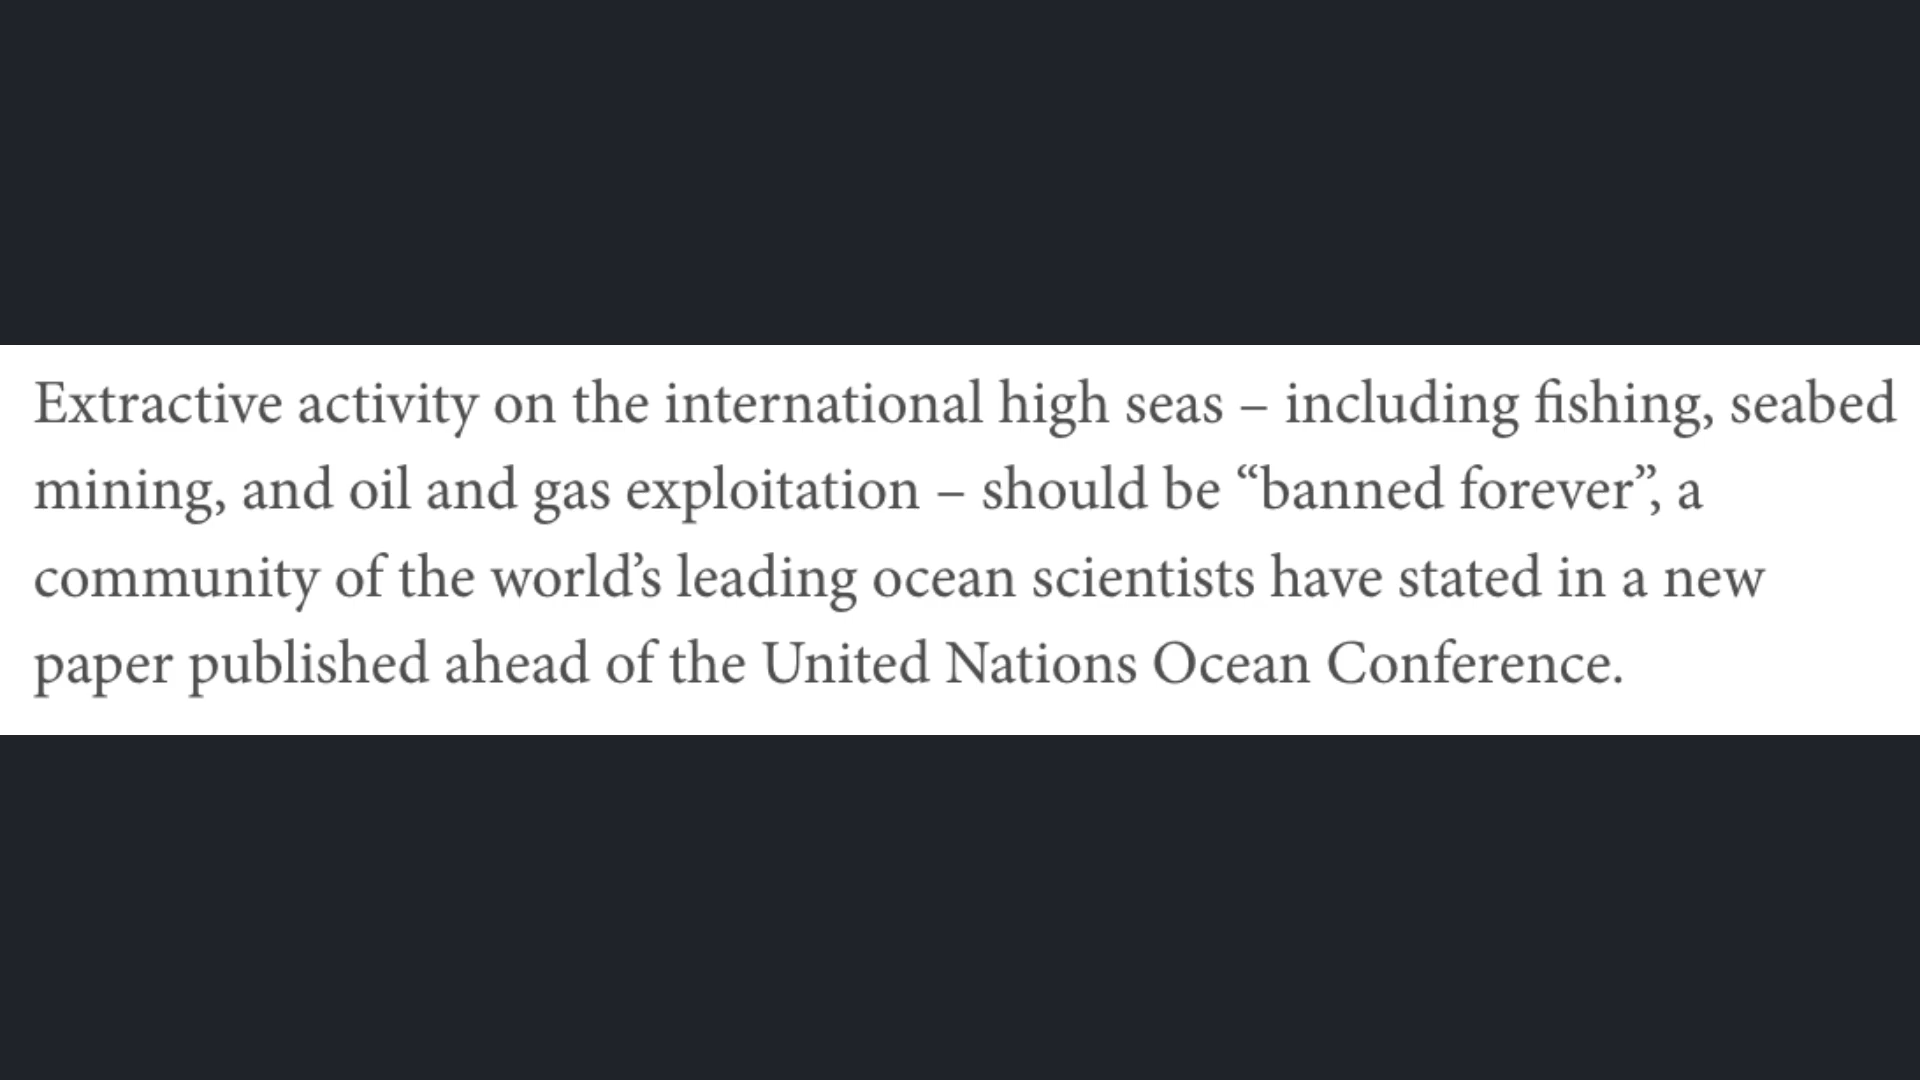 Extractive activity on the international high seas – including fishing, seabed
mining, and oil and gas exploitation – should be “banned forever”, a
community of the world’s leading ocean scientists have stated in a new
paper published ahead of the United Nations Ocean Conference.